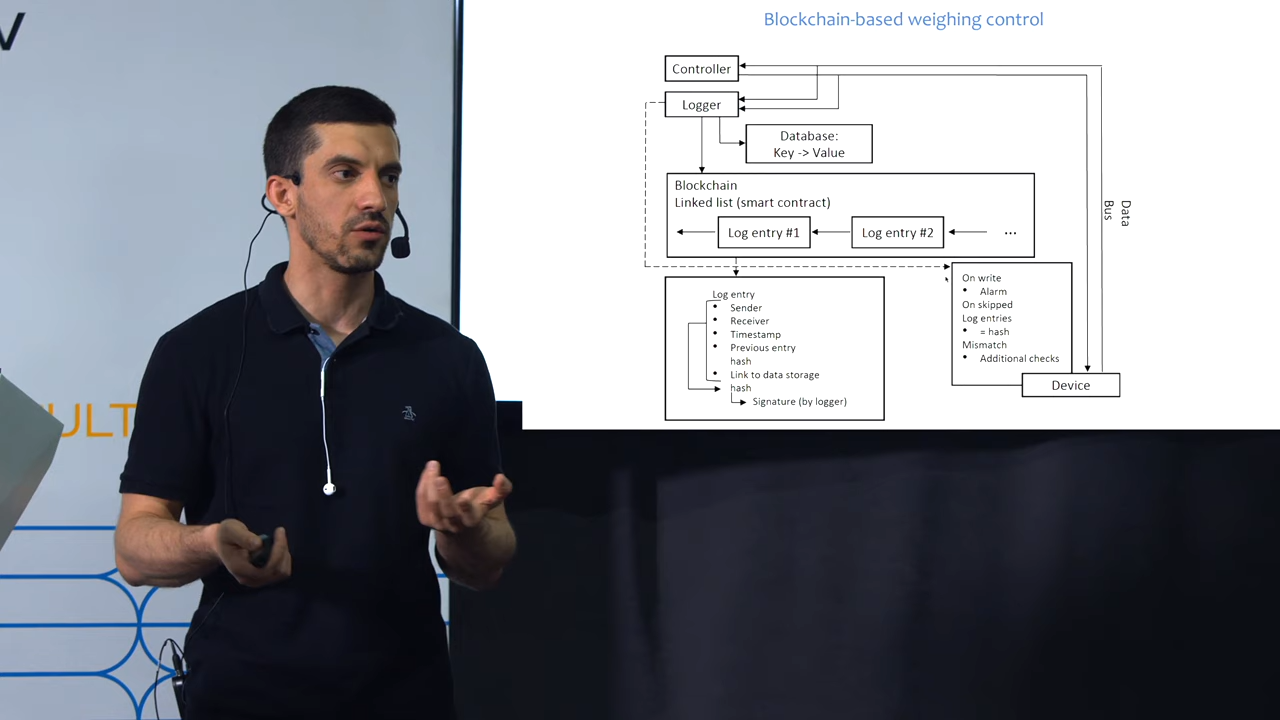 V
ULT
Blockchain-based weighing control
Controller
Logger
Database:
Key -> Value
Blockchain
Linked list (smart contract)
Log entry #1
Log entry #2
...
Data
Bus
Log entry
• Sender
• Receiver
• Timestamp
• Previous entry
hash
• Link to data storage
hash
Signature (by logger)
On write
• Alarm
On skipped
Log entries
• = hash
Mismatch
• Additional checks
Device